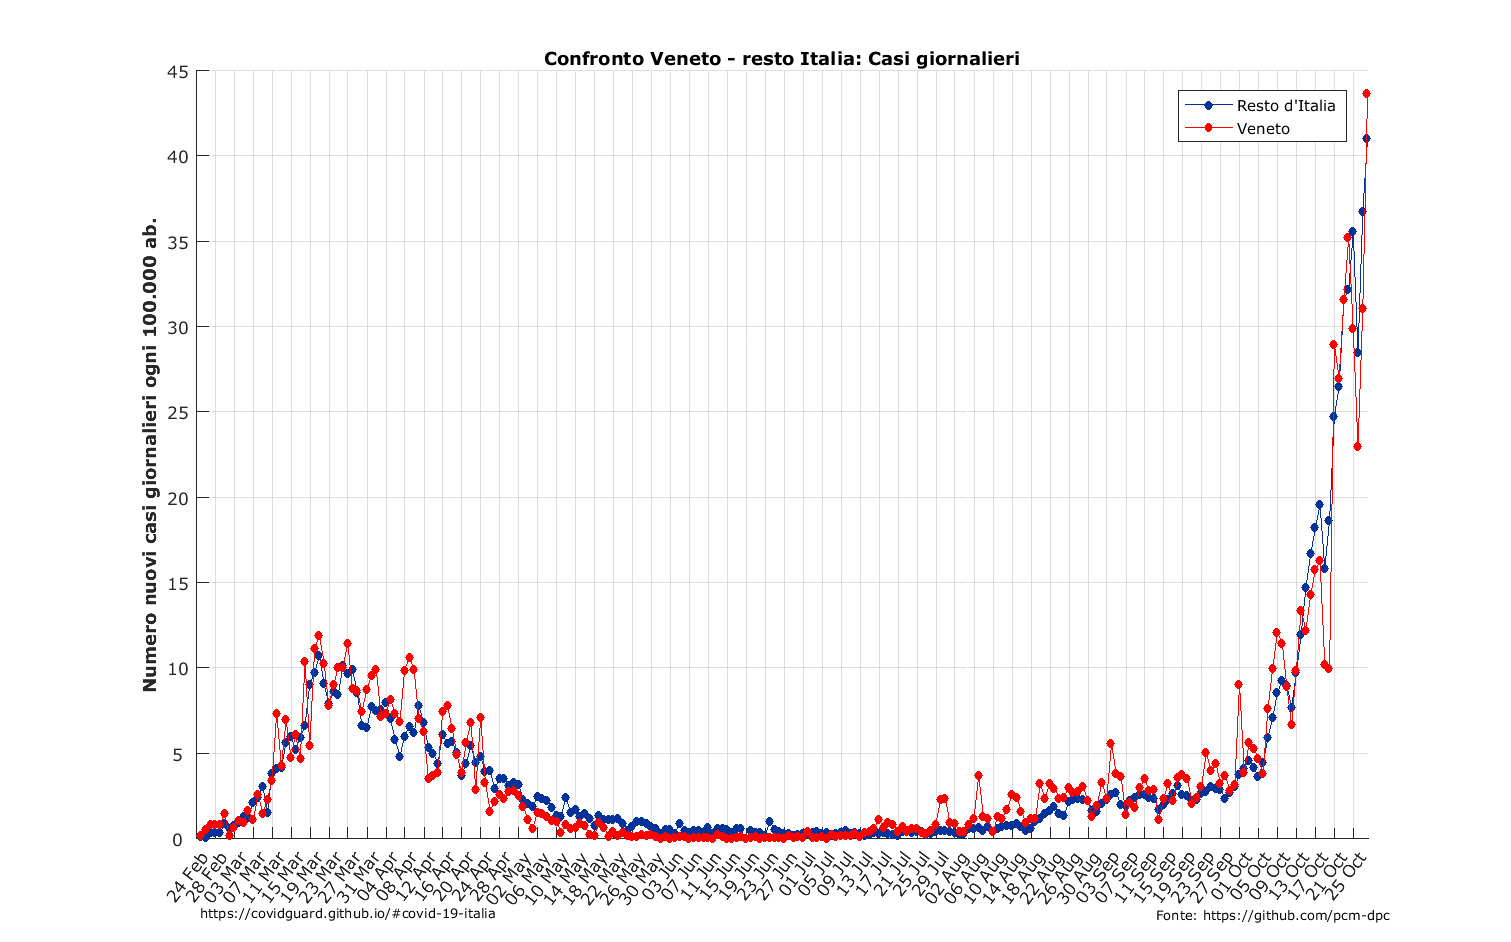 Confronto Veneto - resto Italia: Casi giornalieri
Resto d'Italia
Veneto
Numero nuovi casi giornalieri ogni 100.000 ab.
45
40
35
30
25
20
15
10
5
0
24 Feb
28 Feb
03 Mar
07 Mar
11 Mar
15 Mar
19 Mar
23 Mar
27 Mar
31 Mar
04 Apr
08 Apr
12 Apr
16 Apr
20 Apr
24 Apr
28 Apr
02 May
06 May
10 May
14 May
18 May
22 May
26 May
30 May
03 Jun
07 Jun
11 Jun
15 Jun
19 Jun
23 Jun
27 Jun
01 Jul
05 Jul
09 Jul
13 Jul
17 Jul
21 Jul
25 Jul
29 Jul
02 Aug
06 Aug
10 Aug
14 Aug
18 Aug
22 Aug
26 Aug
30 Aug
03 Sep
07 Sep
11 Sep
15 Sep
19 Sep
23 Sep
27 Sep
01 Oct
05 Oct
09 Oct
13 Oct
17 Oct
21 Oct
25 Oct
https://covidguard.github.io/#covid-19-italia
Fonte: https://github.com/pcm-dpc